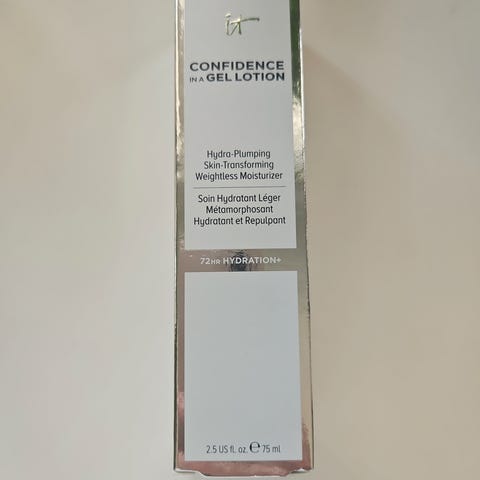 it
CONFIDENCE
IN A GEL LOTION
Hydra-Plumping
Skin-Transforming
Weightless Moisturizer
Soin Hydratant Léger
Métamorphosant
Hydratant et Repulpant
72HR HYDRATION+
2.5 US fl. oz. ℮ 75 ml